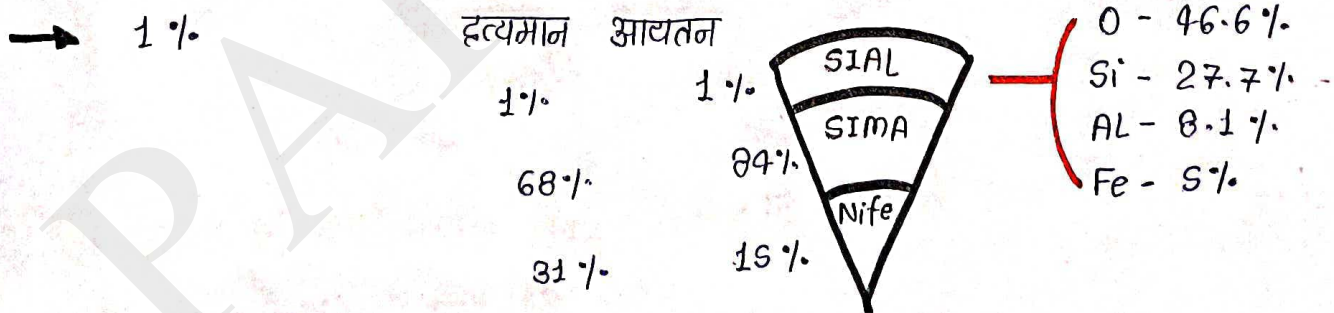 → 1%
द्रव्यमान आयतन
1% 1%
68% 84%
31% 15%
SIAL
SIMA
Nife
O - 46.6%
Si - 27.7%
AL - 8.1%
Fe - 5%
PAR